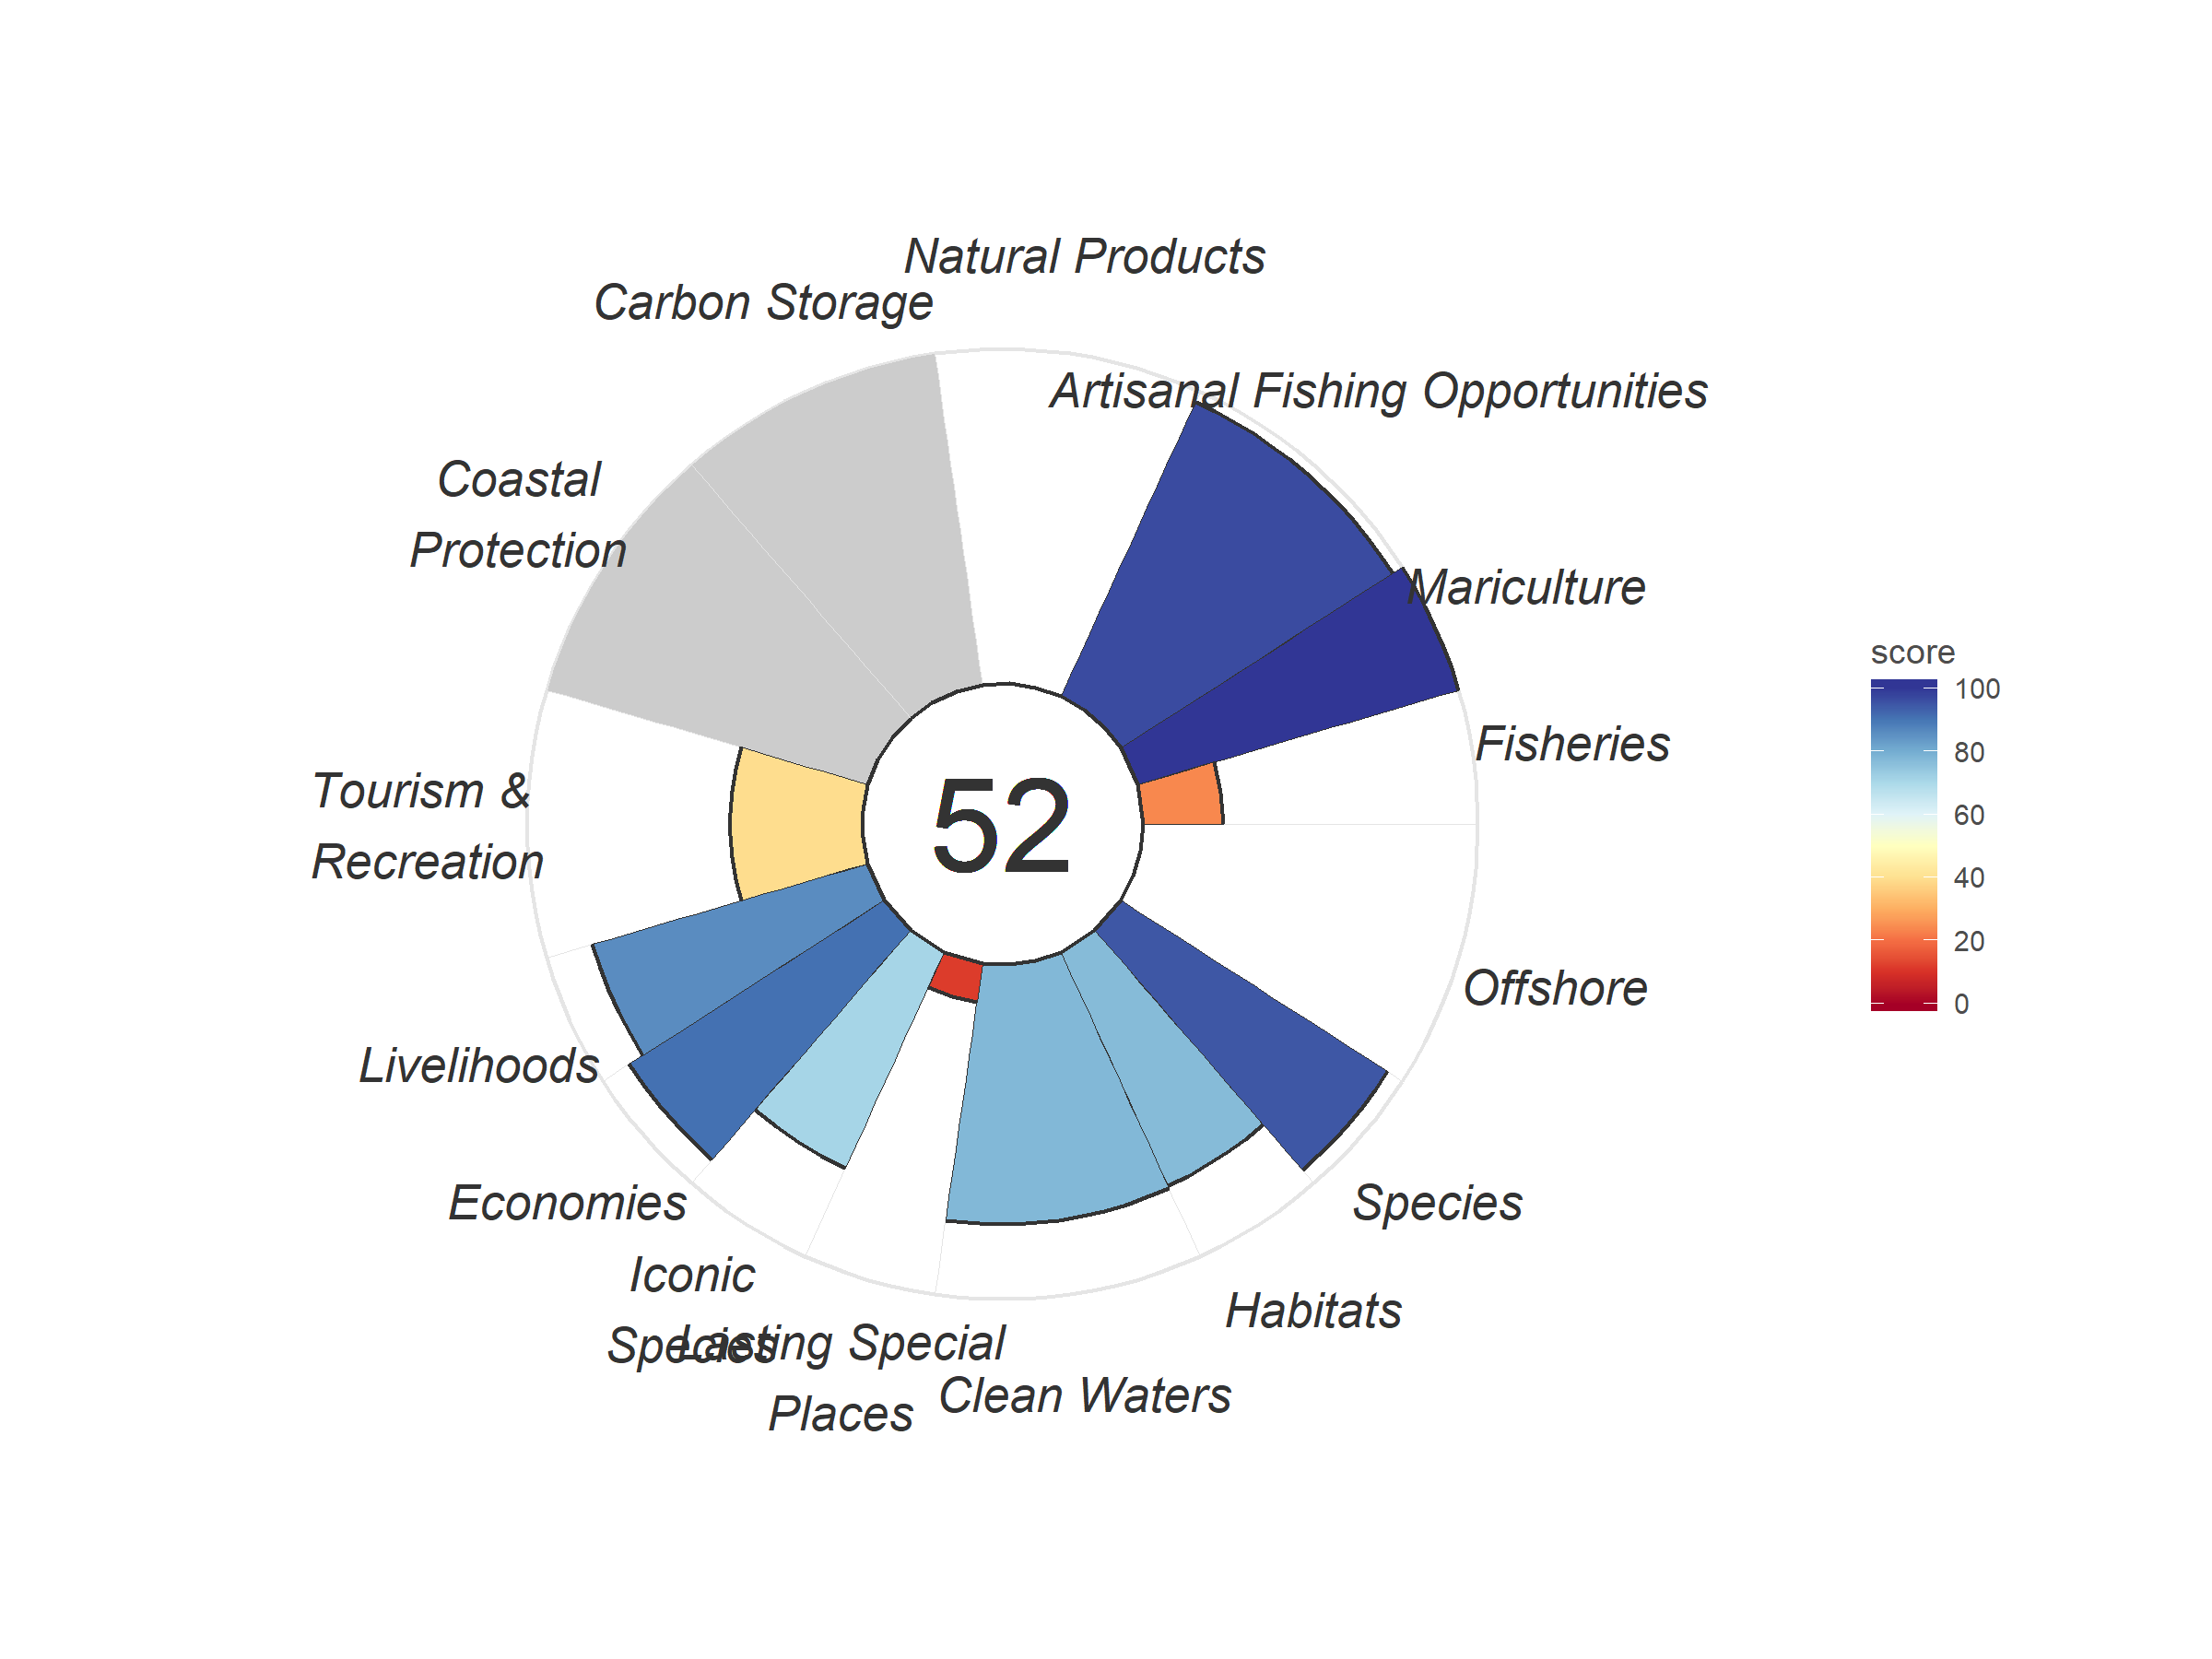 Natural Products
Carbon Storage
Artisanal Fishing Opportunities
Coastal
Protection
Mariculture
score
100
80
60
40
20
0
Fisheries
Tourism &
Recreation
52
Offshore
Livelihoods
Economies
Species
Iconic
Species
Habitats
Lasting Special
Places
Clean Waters